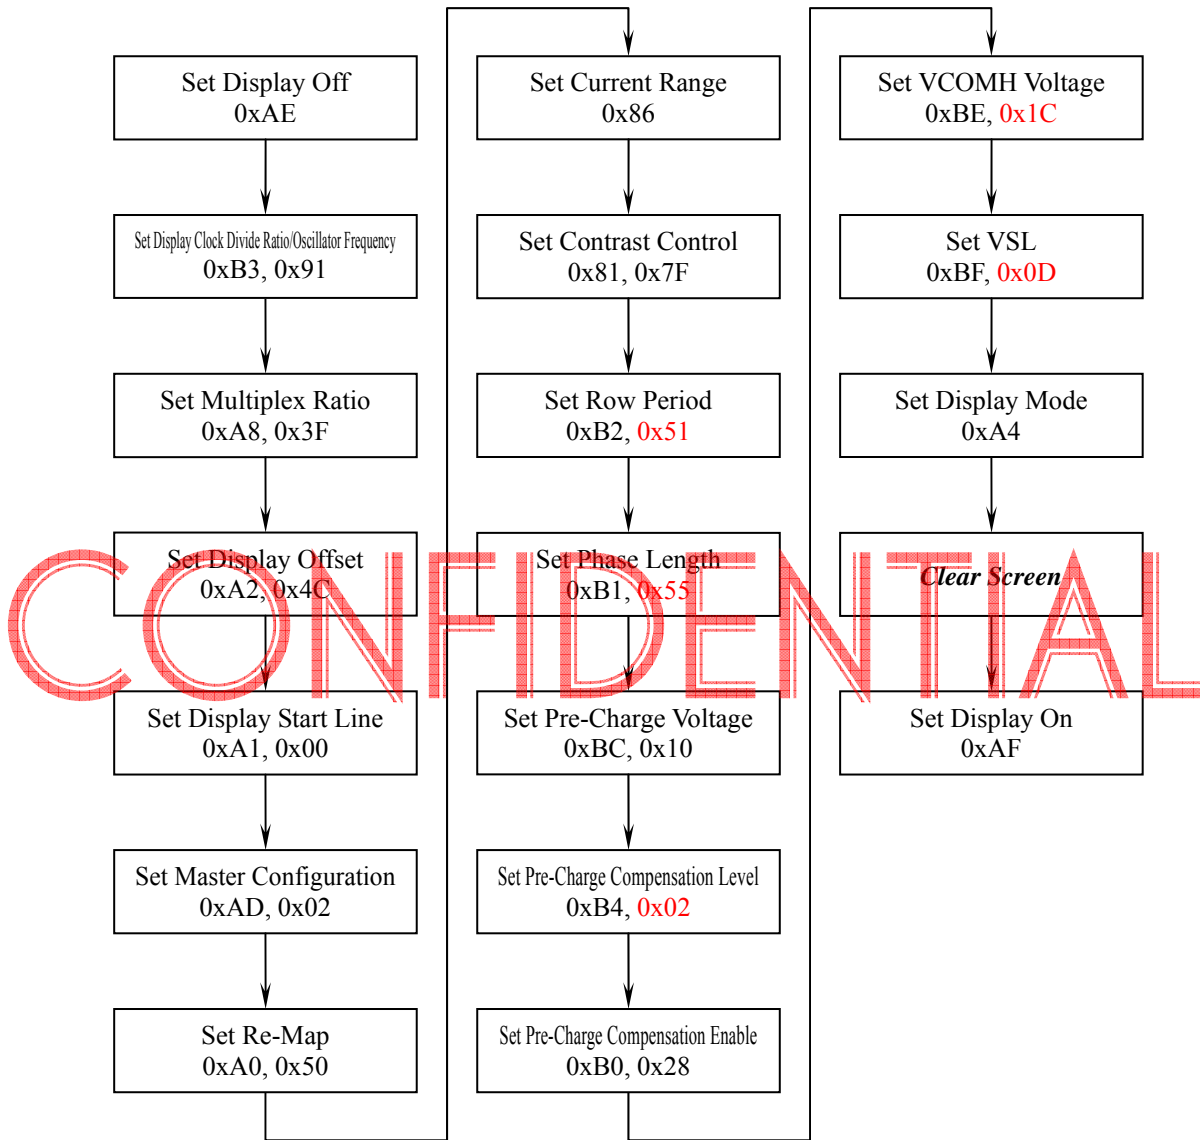 Set Display Off
0xAE
Set Display Clock Divide Ratio/Oscillator Frequency
0xB3, 0x91
Set Multiplex Ratio
0xA8, 0x3F
Set Display Offset
0xA2, 0x4C
Set Display Start Line
0xA1, 0x00
Set Master Configuration
0xAD, 0x02
Set Re-Map
0xA0, 0x50
Set Current Range
0x86
Set Contrast Control
0x81, 0x7F
Set Row Period
0xB2, 0x51
Set Phase Length
0xB1, 0x55
Set Pre-Charge Voltage
0xBC, 0x10
Set Pre-Charge Compensation Level
0xB4, 0x02
Set Pre-Charge Compensation Enable
0xB0, 0x28
Set VCOMH Voltage
0xBE, 0x1C
Set VSL
0xBF, 0x0D
Set Display Mode
0xA4
Clear Screen
Set Display On
0xAF
CONFIDENTIAL